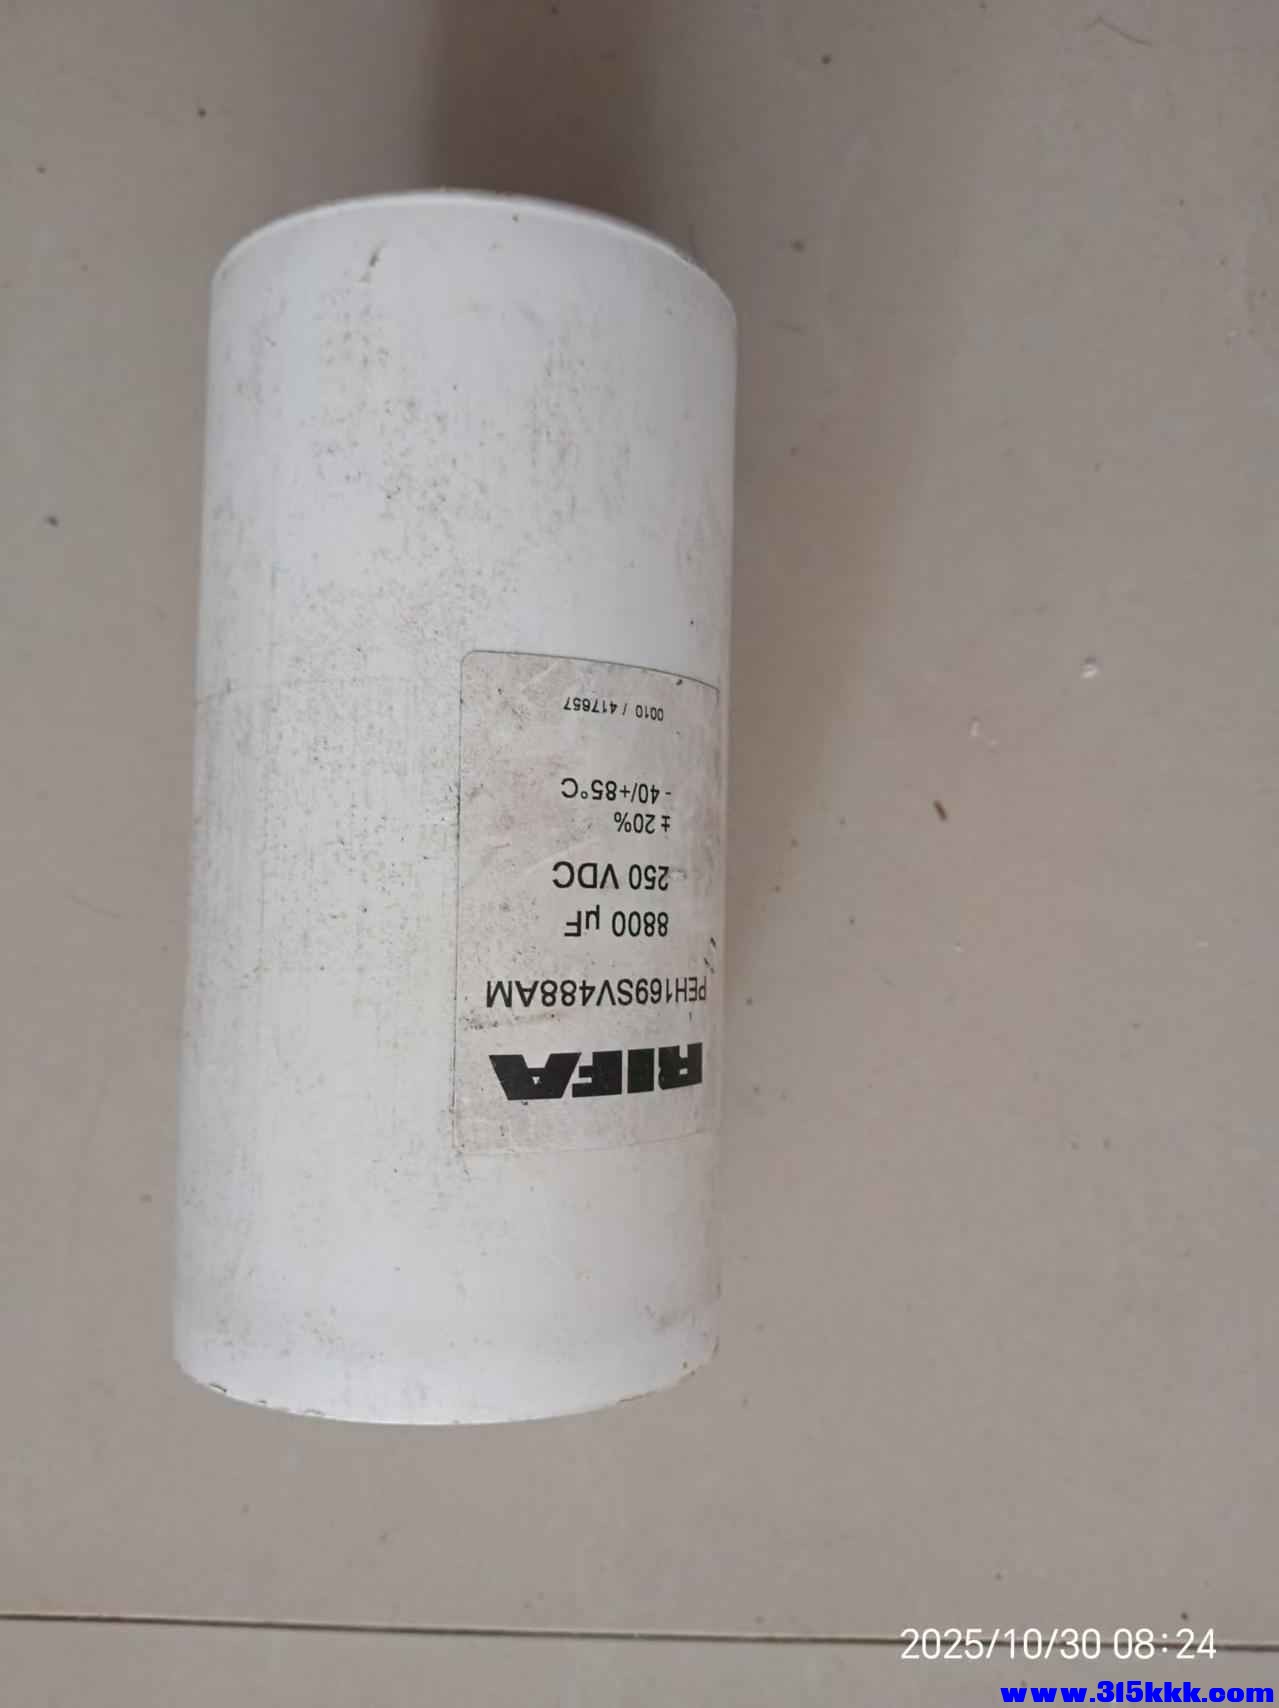 RIFA
PEH169SV488AM
8800 µF
250 VDC
± 20%
- 40/+85°C
0010 / 417657
2025/10/30 08:24
www.315kkk.com